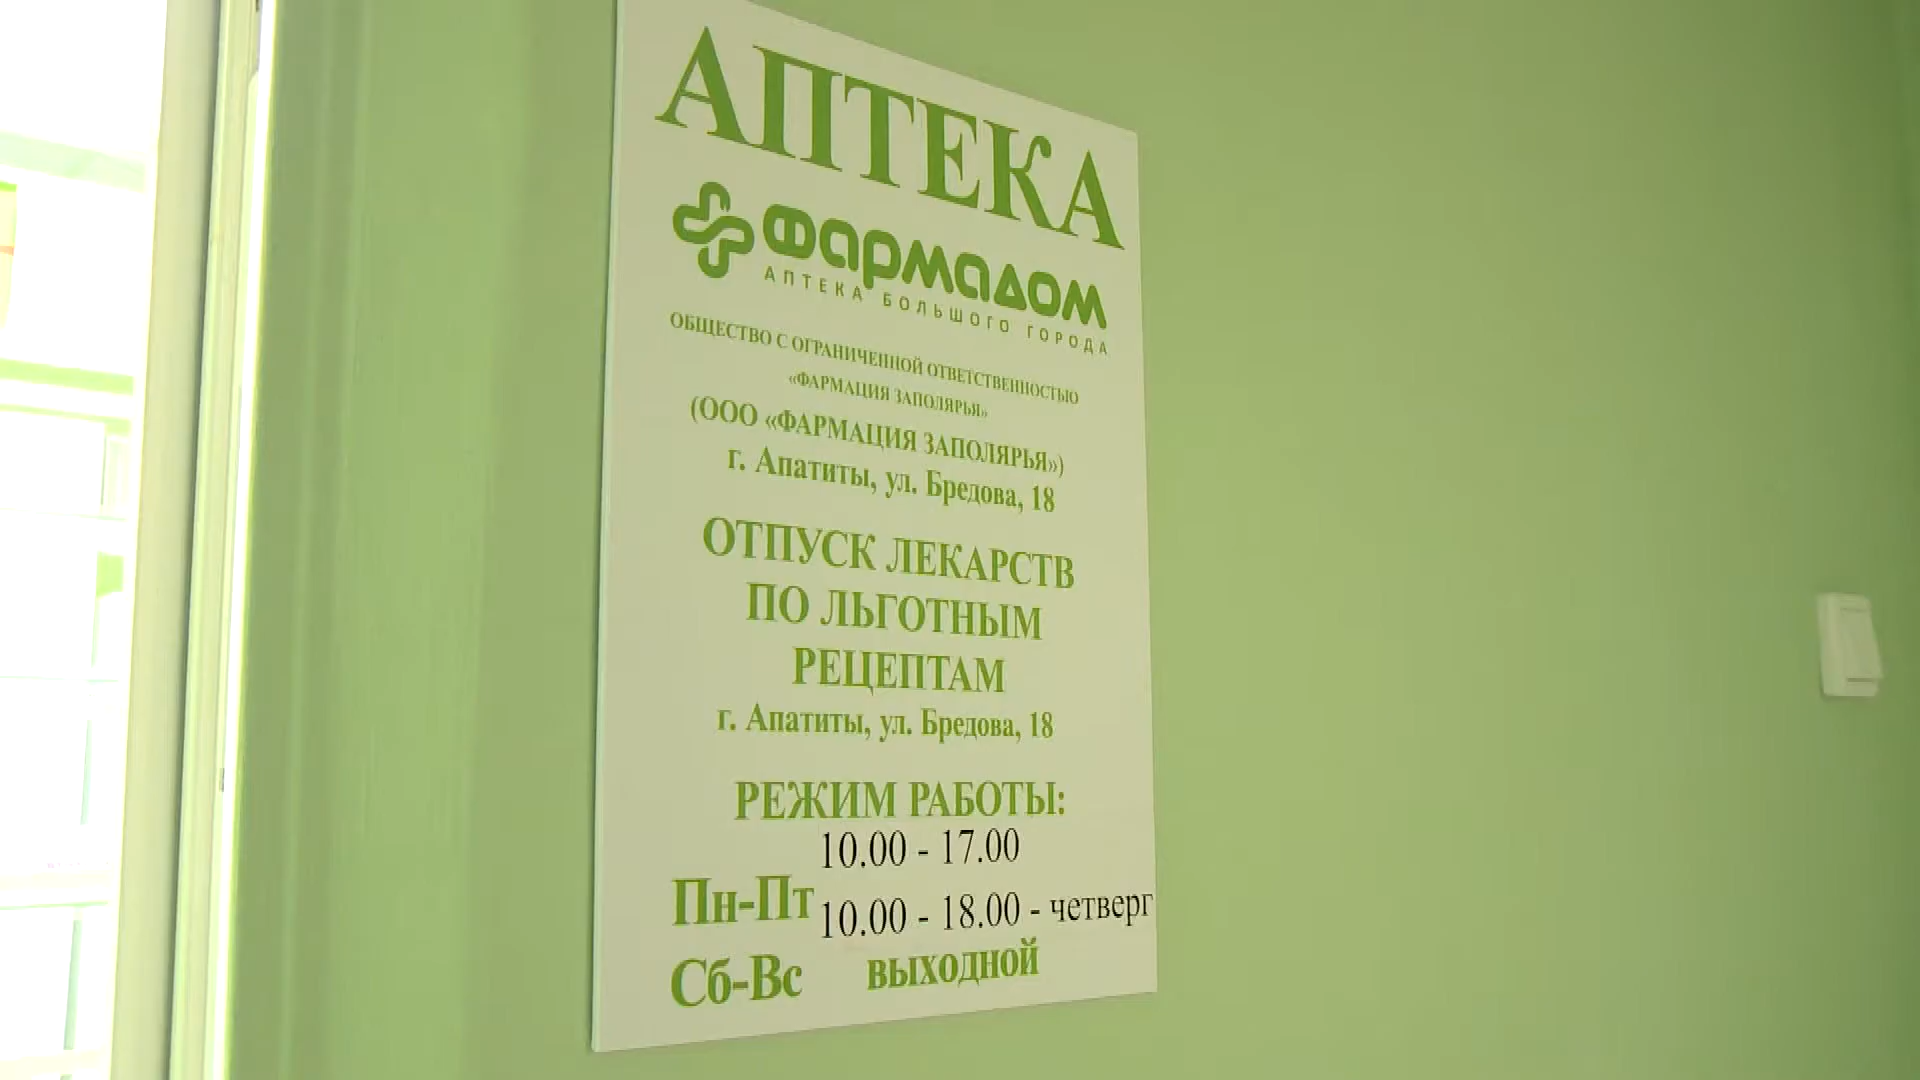 АПТЕКА
ФАРМАДОМ
АПТЕКА БОЛЬШОГО ГОРОДА
ОБЩЕСТВО С ОГРАНИЧЕННОЙ ОТВЕТСТВЕННОСТЬЮ
«ФАРМАЦИЯ ЗАПОЛЯРЬЯ»
(ООО «ФАРМАЦИЯ ЗАПОЛЯРЬЯ»)
г. Апатиты, ул. Бредова, 18
ОТПУСК ЛЕКАРСТВ
ПО ЛЬГОТНЫМ
РЕЦЕПТАМ
г. Апатиты, ул. Бредова, 18
РЕЖИМ РАБОТЫ:
10.00 - 17.00
Пн-Пт
10.00 - 18.00 - четверг
Сб-Вс выходной